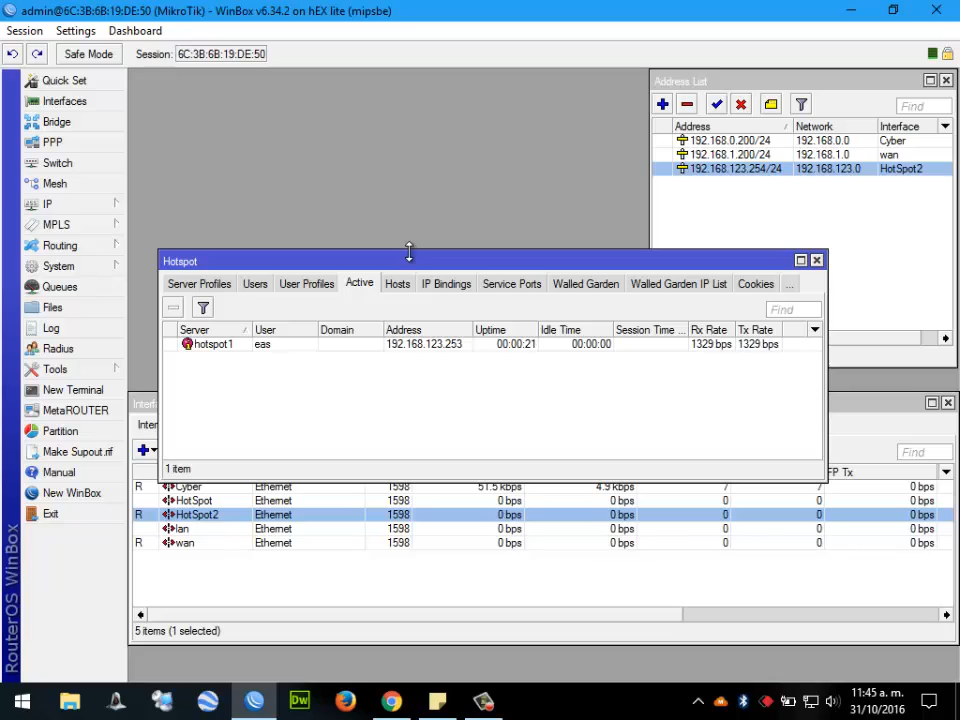 admin@6C:3B:6B:19:DE:50 (MikroTik) - WinBox v6.34.2 on hEX lite (mipsbe)
Session Settings Dashboard
Safe Mode Session: 6C:3B:6B:19:DE:50
Quick Set
Interfaces
Bridge
PPP
Switch
Mesh
IP
MPLS
Routing
System
Queues
Files
Log
Radius
Tools
New Terminal
MetaROUTER
Partition
Make Supout.rif
Manual
New WinBox
Exit
RouterOS WinBox
Address List
Find
Address Network Interface
192.168.0.200/24 192.168.0.0 Cyber
192.168.1.200/24 192.168.1.0 wan
192.168.123.254/24 192.168.123.0 HotSpot2
Hotspot
Server Profiles Users User Profiles Active Hosts IP Bindings Service Ports Walled Garden Walled Garden IP List Cookies ...
Find
Server User Domain Address Uptime Idle Time Session Time ... Rx Rate Tx Rate
hotspot1 eas 192.168.123.253 00:00:21 00:00:00 1329 bps 1329 bps
1 item
Find
FP Tx
R Cyber Ethernet 1598 51.5 kbps 4.9 kbps 7 7 0 bps
HotSpot Ethernet 1598 0 bps 0 bps 0 0 0 bps
R HotSpot2 Ethernet 1598 0 bps 0 bps 0 0 0 bps
lan Ethernet 1598 0 bps 0 bps 0 0 0 bps
R wan Ethernet 1598 0 bps 0 bps 0 0 0 bps
5 items (1 selected)
Dw
11:45 a. m.
31/10/2016